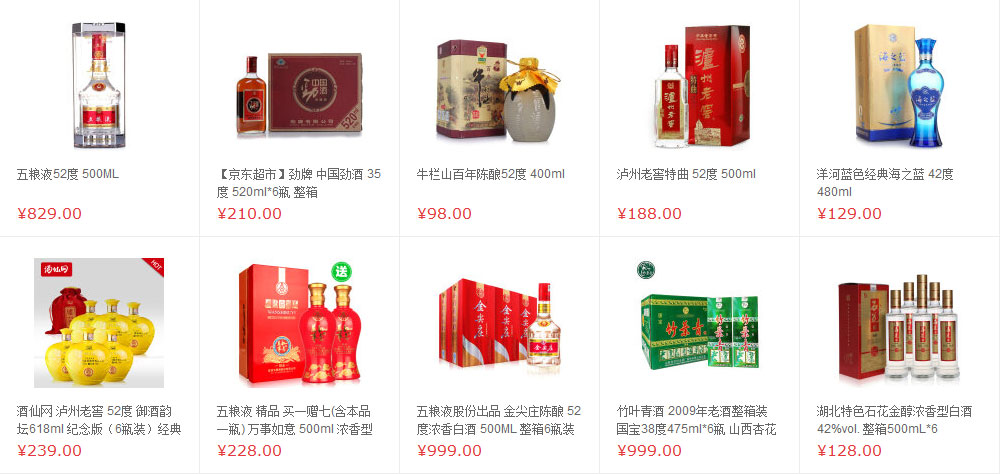 五粮液52度 500ML
¥829.00
【京东超市】劲牌 中国劲酒 35
度 520ml*6瓶 整箱
¥210.00
牛栏山百年陈酿52度 400ml
¥98.00
泸州老窖特曲 52度 500ml
¥188.00
洋河蓝色经典海之蓝 42度
480ml
¥129.00
酒仙网
HOT
酒仙网 泸州老窖 52度 御酒韵
坛618ml 纪念版（6瓶装）经典
¥239.00
送
五粮液 精品 买一赠七(含本品
一瓶) 万事如意 500ml 浓香型
¥228.00
金尖庄
五粮液股份出品 金尖庄陈酿 52
度浓香白酒 500ML 整箱6瓶装
¥999.00
竹叶青
竹叶青酒 2009年老酒整箱装
国宝38度475ml*6瓶 山西杏花
¥999.00
湖北特色石花金醇浓香型白酒
42%vol. 整箱500mL*6
¥128.00